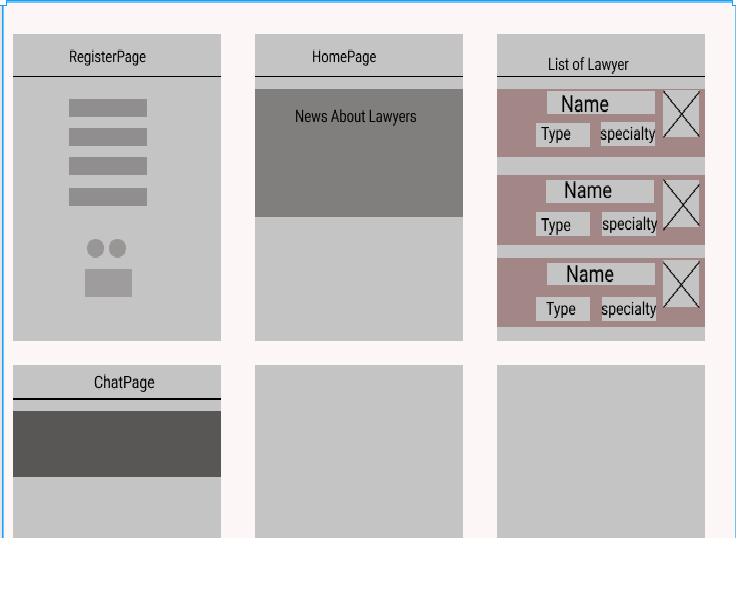 RegisterPage
HomePage
List of Lawyer
News About Lawyers
Name
Type
specialty
Name
Type
specialty
Name
Type
specialty
ChatPage